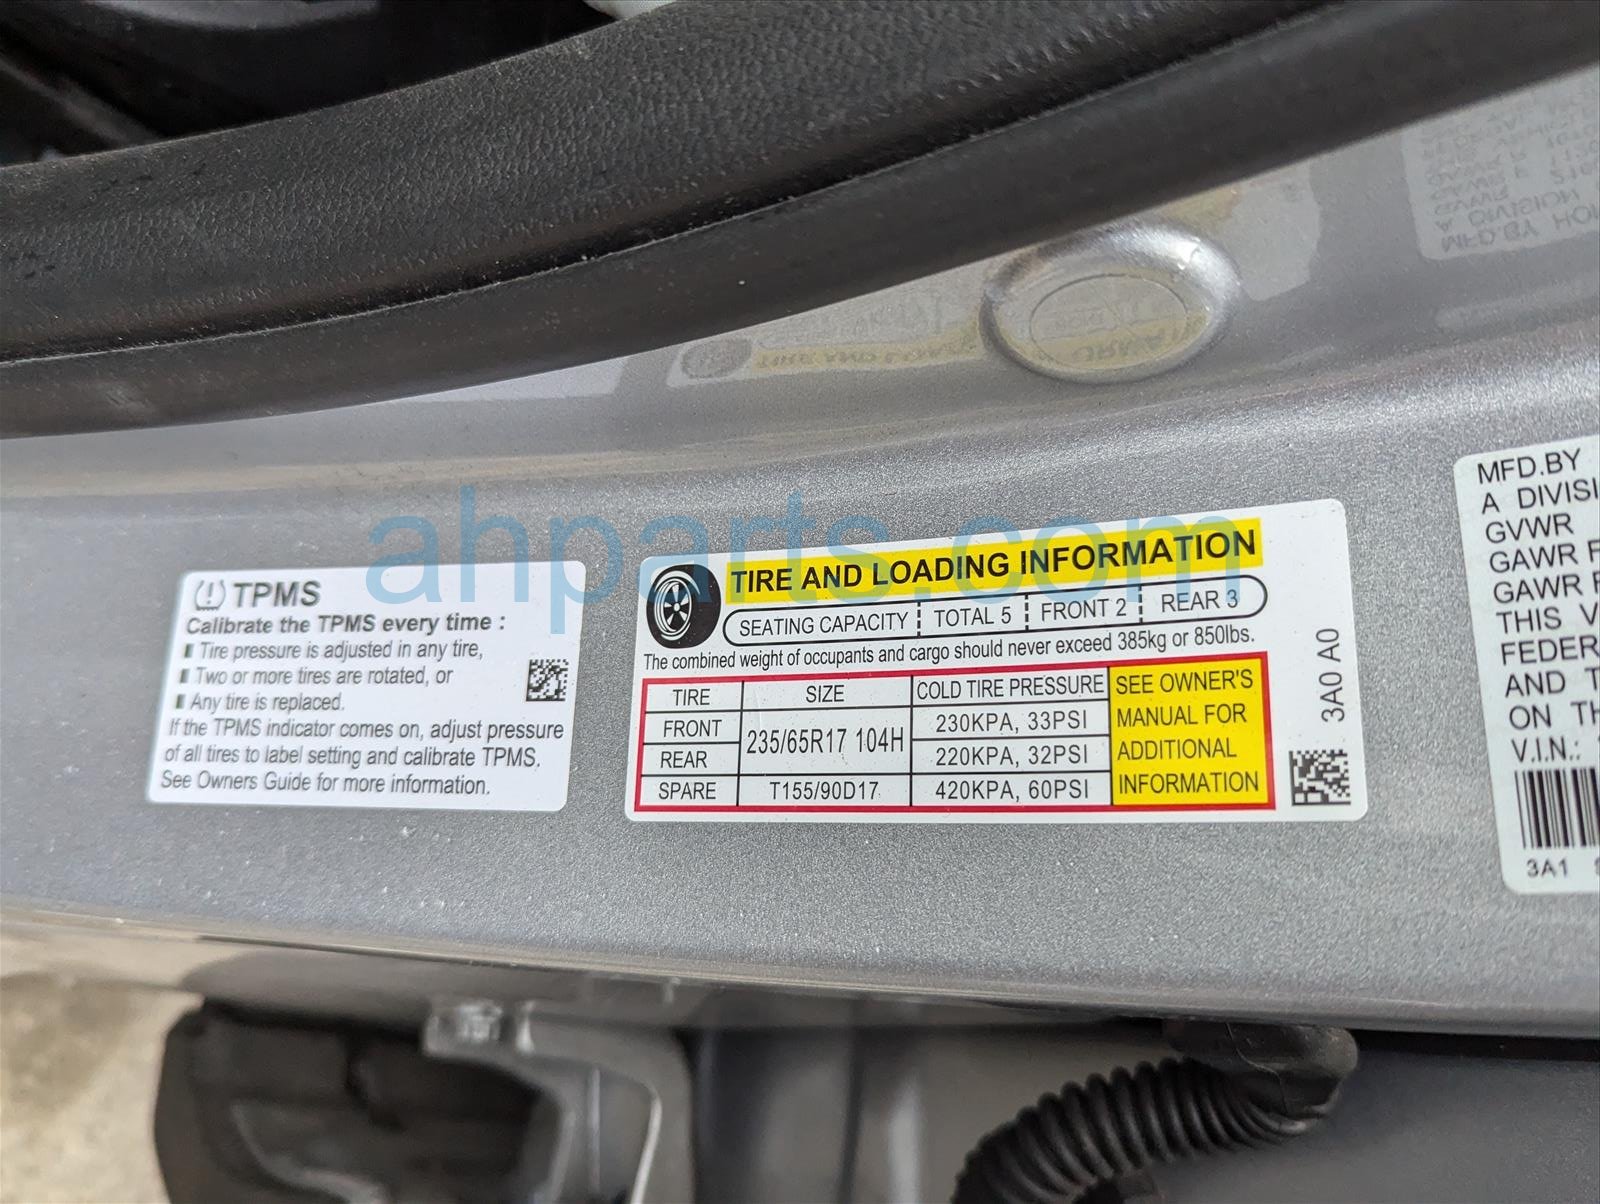 ahparts.com
TPMS
Calibrate the TPMS every time :
Tire pressure is adjusted in any tire,
Two or more tires are rotated, or
Any tire is replaced.
If the TPMS indicator comes on, adjust pressure
of all tires to label setting and calibrate TPMS.
See Owners Guide for more information.
TIRE AND LOADING INFORMATION
SEATING CAPACITY TOTAL 5 FRONT 2 REAR 3
The combined weight of occupants and cargo should never exceed 385kg or 850lbs.
TIRE SIZE COLD TIRE PRESSURE
FRONT 235/65R17 104H 230KPA, 33PSI
REAR 220KPA, 32PSI
SPARE T155/90D17 420KPA, 60PSI
SEE OWNER'S
MANUAL FOR
ADDITIONAL
INFORMATION
3A0 A0
MFD.BY
A DIVISI
GVWR
GAWR F
GAWR R
THIS V
FEDER
AND T
ON TH
V.I.N.:
3A1